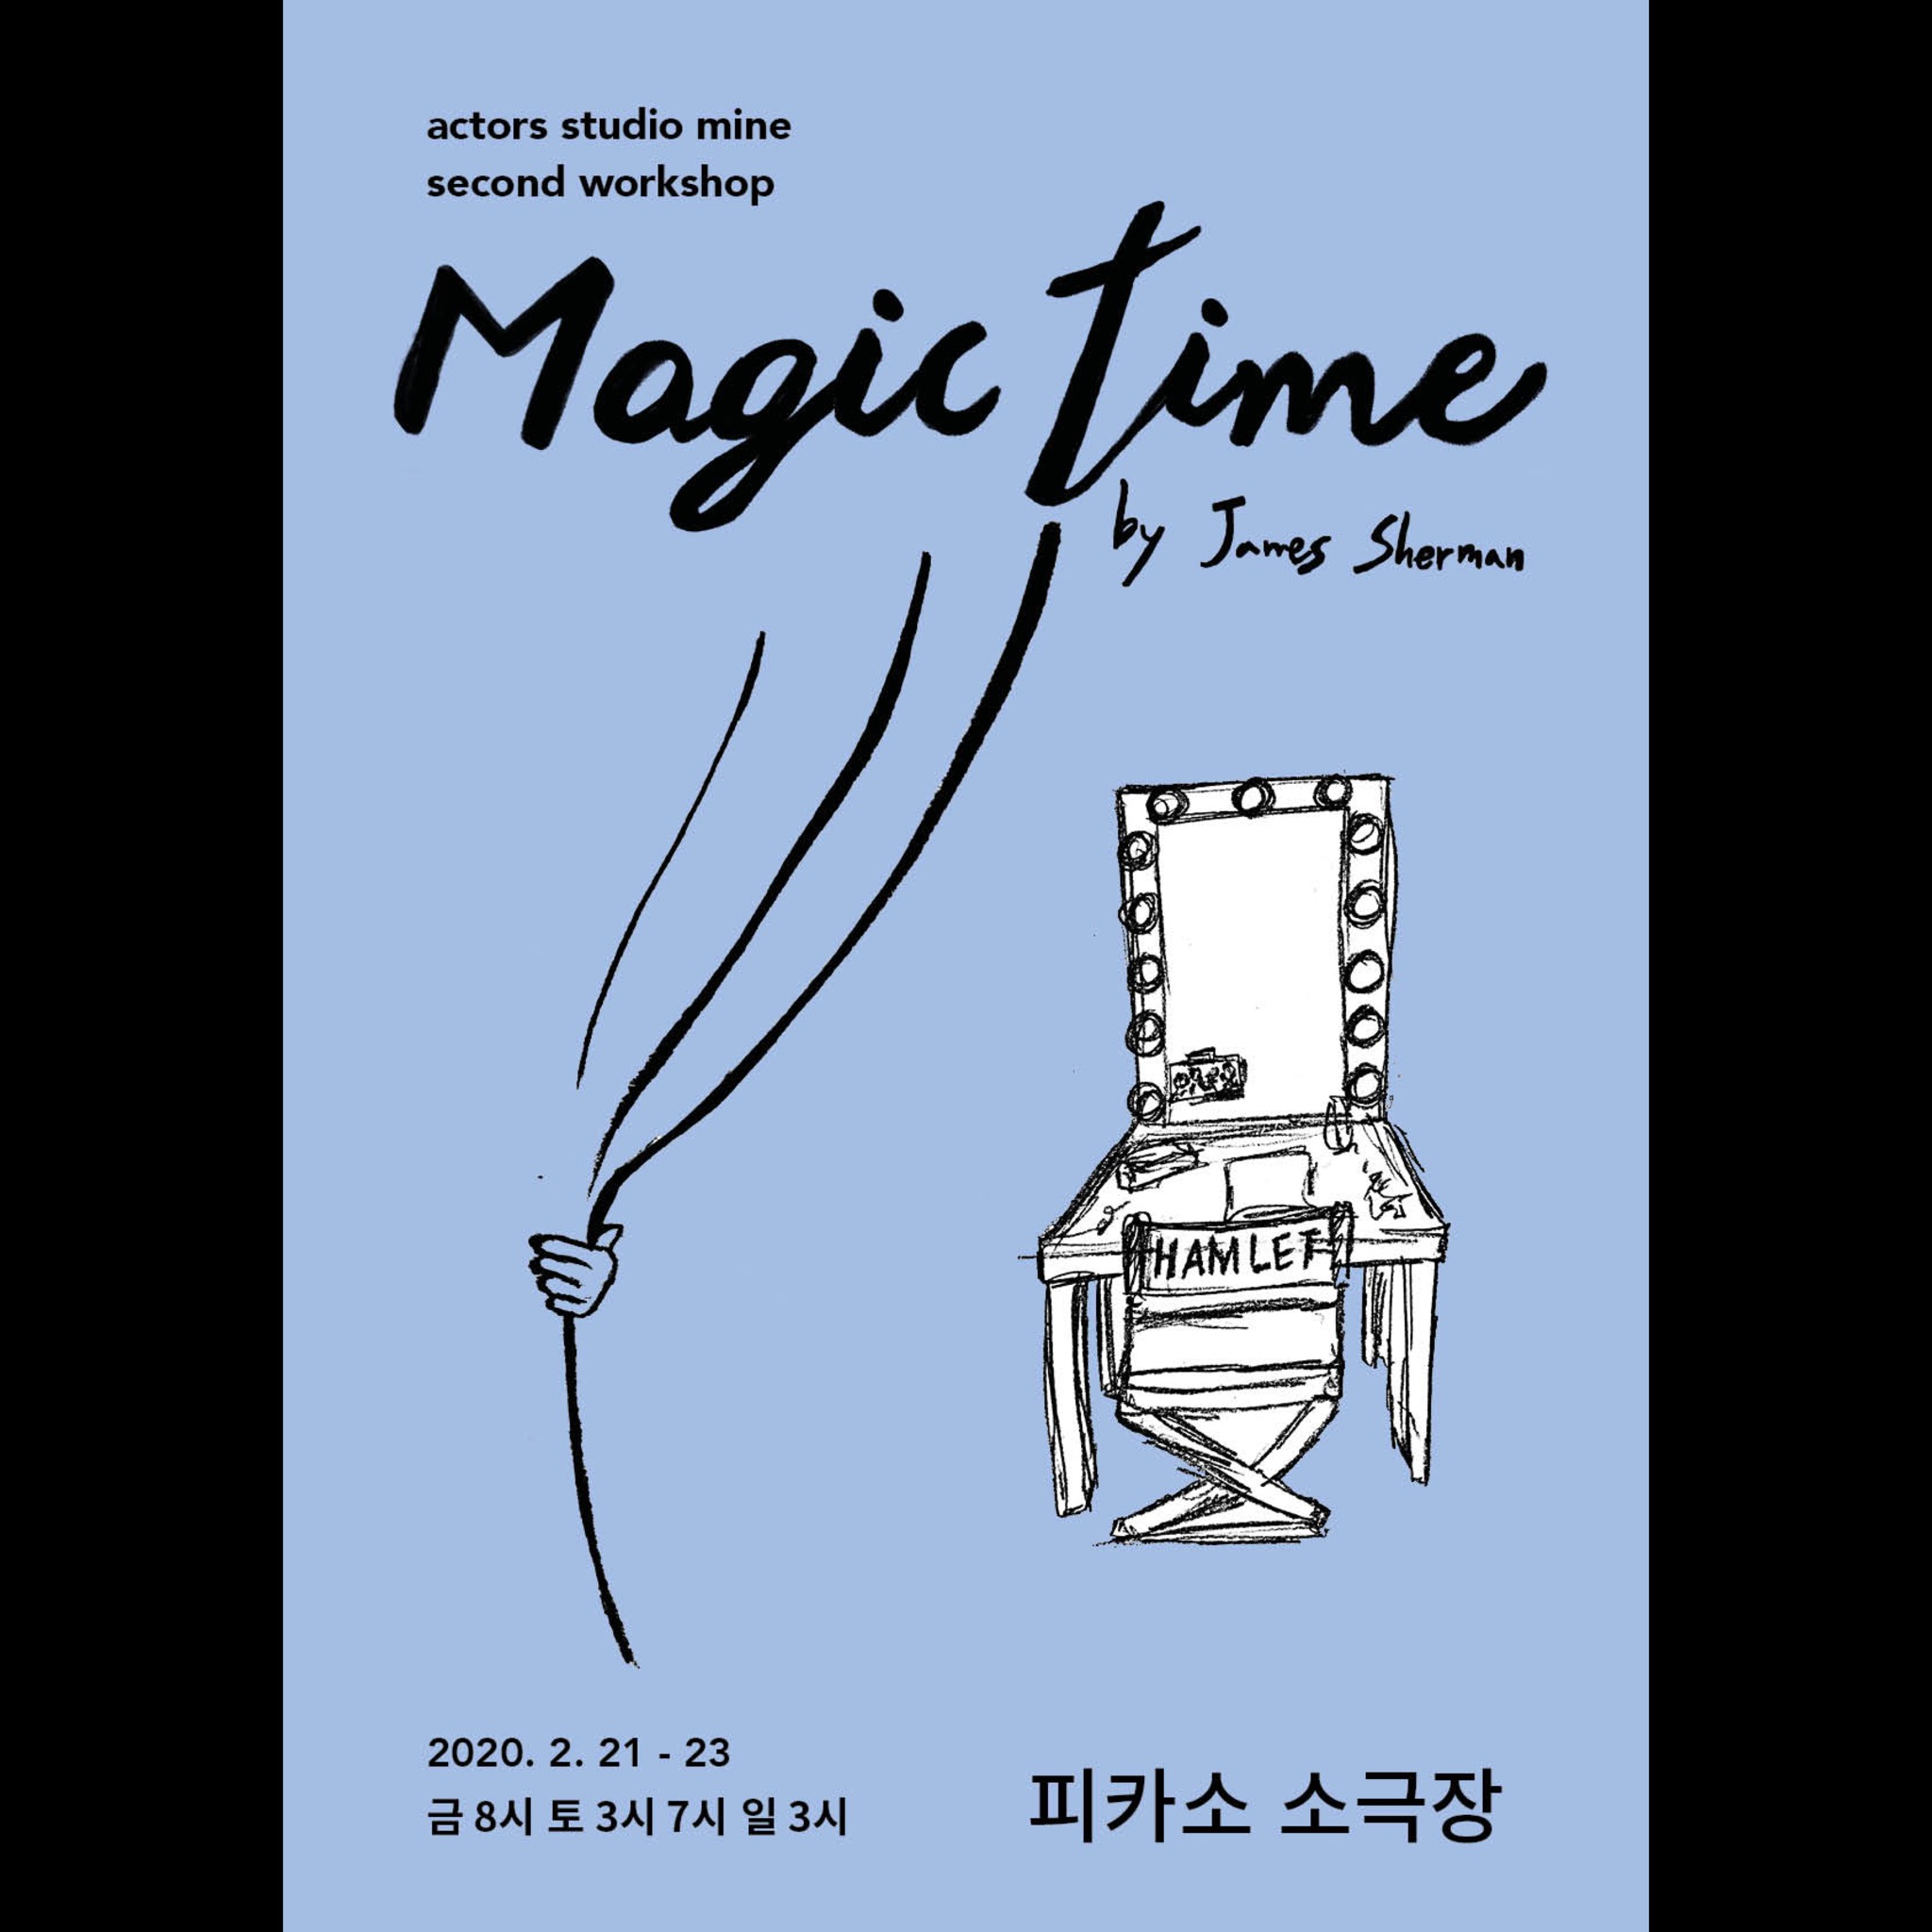 actors studio mine
second workshop
Magic time
by James Sherman
HAMLET
2020. 2. 21 - 23
금 8시 토 3시 7시 일 3시
피카소 소극장